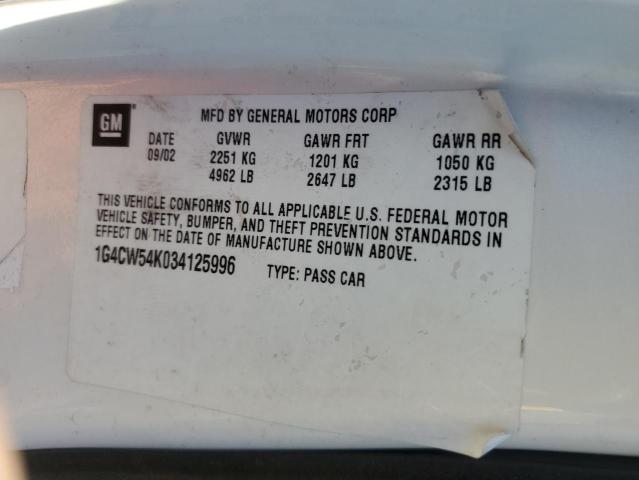 GM
MFD BY GENERAL MOTORS CORP
DATE GVWR GAWR FRT GAWR RR
09/02 2251 KG 1201 KG 1050 KG
4962 LB 2647 LB 2315 LB
THIS VEHICLE CONFORMS TO ALL APPLICABLE U.S. FEDERAL MOTOR
VEHICLE SAFETY, BUMPER, AND THEFT PREVENTION STANDARDS IN
EFFECT ON THE DATE OF MANUFACTURE SHOWN ABOVE.
1G4CW54K034125996 TYPE: PASS CAR